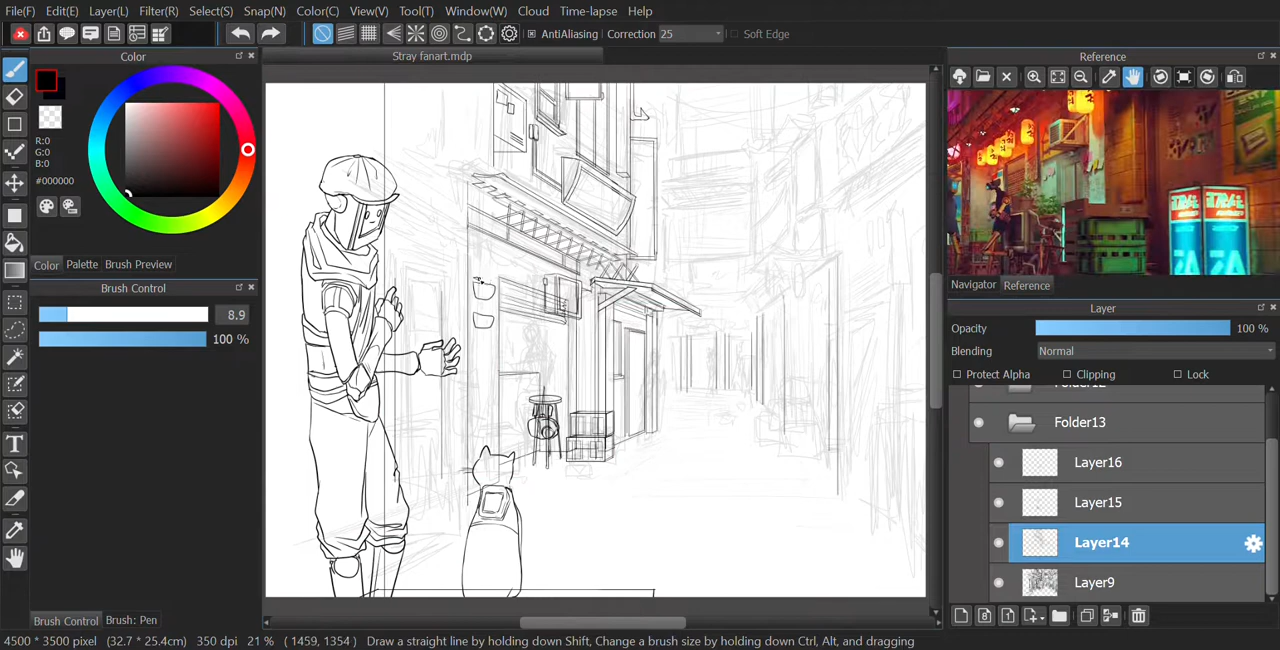 File(F) Edit(E) Layer(L) Filter(R) Select(S) Snap(N) Color(C) View(V) Tool(T) Window(W) Cloud Time-lapse Help
AntiAliasing Correction 25 Soft Edge
Color
Stray fanart.mdp
Reference
R:0
G:0
B:0
#000000
Color Palette Brush Preview
Brush Control
8.9
100 %
Navigator Reference
Layer
Opacity 100 %
Blending Normal
Protect Alpha Clipping Lock
Folder12
Folder13
Layer16
Layer15
Layer14
Layer9
Brush Control Brush: Pen
4500 * 3500 pixel (32.7 * 25.4cm) 350 dpi 21 % ( 1459, 1354 ) Draw a straight line by holding down Shift, Change a brush size by holding down Ctrl, Alt, and dragging